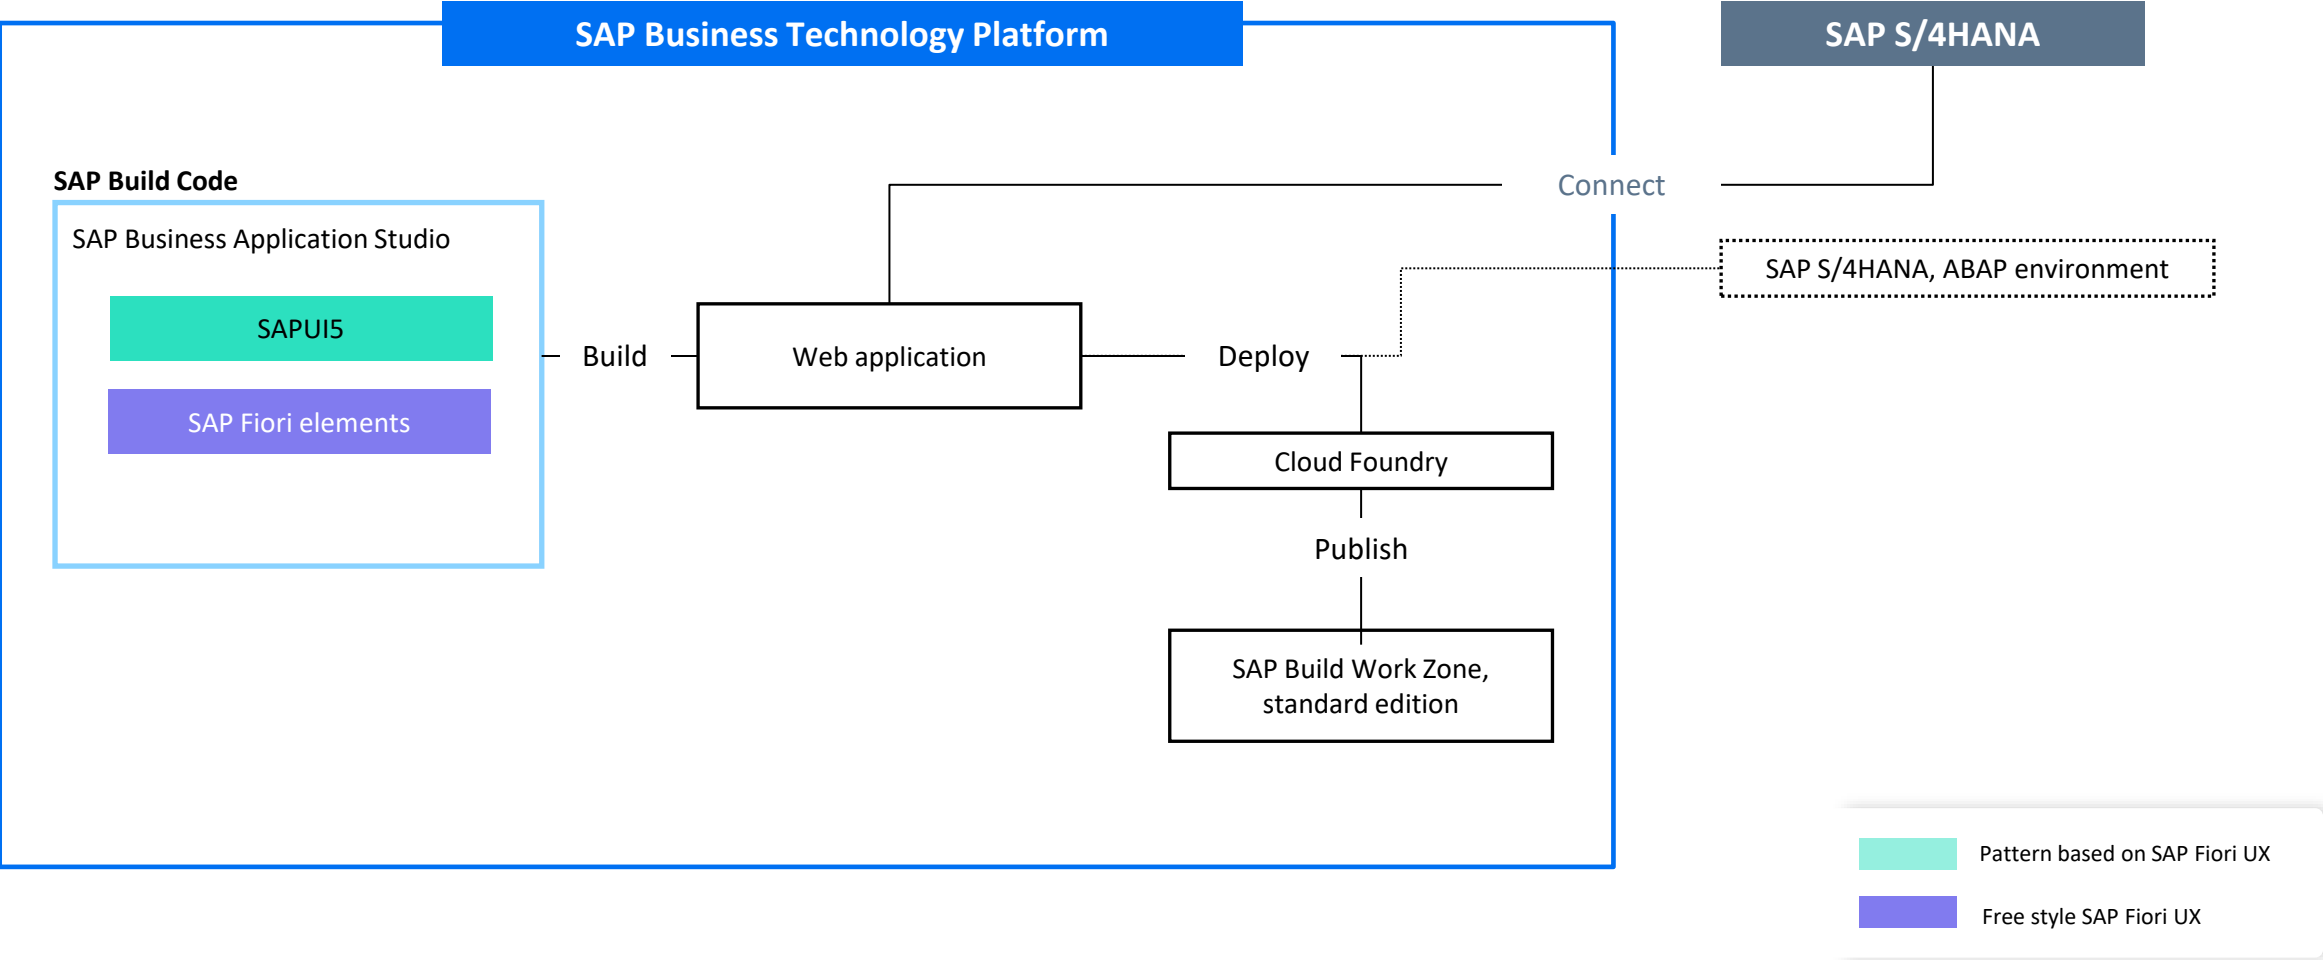 SAP Business Technology Platform
SAP S/4HANA
SAP Build Code
Connect
SAP Business Application Studio
SAP S/4HANA, ABAP environment
SAPUI5
Build
Web application
Deploy
SAP Fiori elements
Cloud Foundry
Publish
SAP Build Work Zone,
standard edition
Pattern based on SAP Fiori UX
Free style SAP Fiori UX